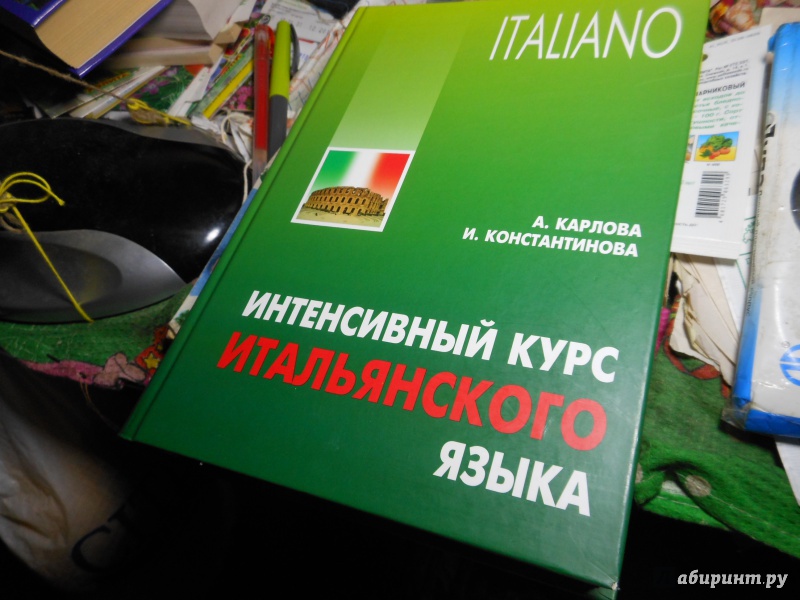 ITALIANO
А. КАРЛОВА
И. КОНСТАНТИНОВА
ИНТЕНСИВНЫЙ КУРС
ИТАЛЬЯНСКОГО
ЯЗЫКА
абиринт.ру